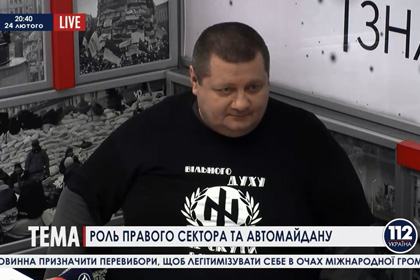 20:40
24 ЛЮТОГО
LIVE
ІЗНА
ВІЛЬНОГО
ДУХУ
ТЕМА
РОЛЬ ПРАВОГО СЕКТОРА ТА АВТОМАЙДАНУ
112
УКРАЇНА
ОВИННА ПРИЗНАЧИТИ ПЕРЕВИБОРИ, ЩОБ ЛЕГІТИМІЗУВАТИ СЕБЕ В ОЧАХ МІЖНАРОДНОЇ ГРОМ